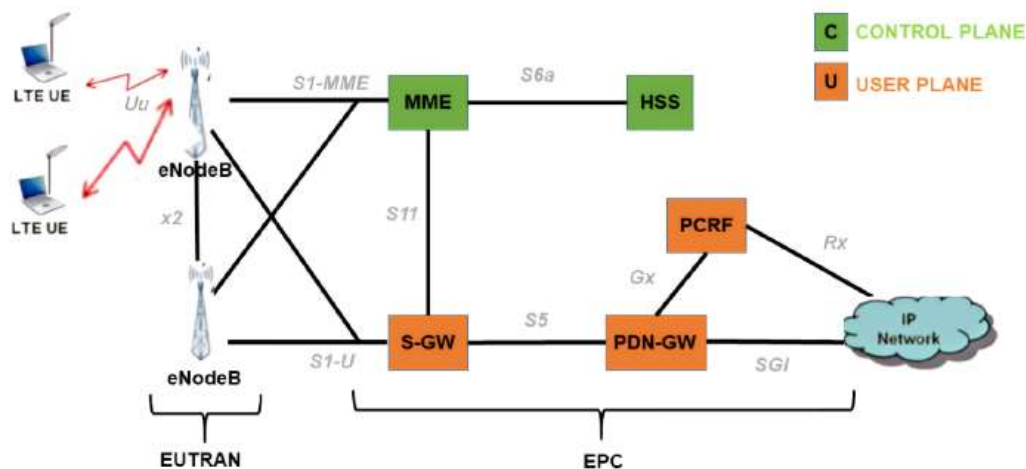 C CONTROL PLANE
U USER PLANE
LTE UE
Uu
LTE UE
eNodeB
x2
eNodeB
S1-MME
MME
S6a
HSS
S11
PCRF
Gx
Rx
S1-U
S-GW
S5
PDN-GW
SGI
IP
Network
EUTRAN
EPC